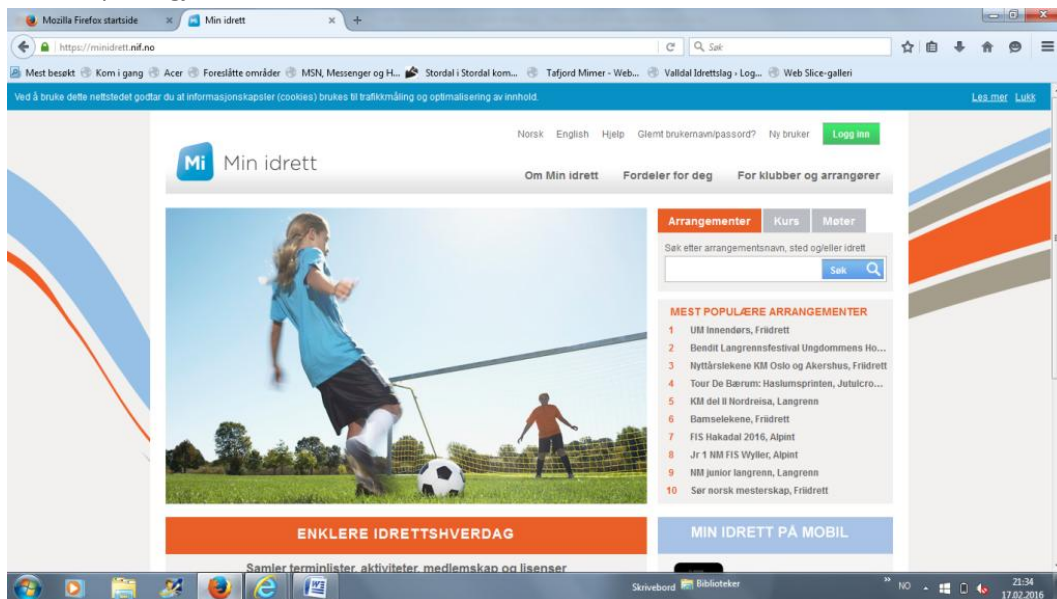 Mozilla Firefox startside
Min idrett
https://minidrett.nif.no
Søk
Mest besøkt Kom i gang Acer Foreslåtte områder MSN, Messenger og H... Stordal i Stordal kom... Tafjord Mimer - Web... Valldal Idrettslag › Log... Web Slice-galleri
Ved å bruke dette nettstedet godtar du at informasjonskapsler (cookies) brukes til trafikkmåling og optimalisering av innhold. Les mer Lukk
Norsk English Hjelp Glemt brukernavn/passord? Ny bruker Logg inn
Mi Min idrett
Om Min idrett Fordeler for deg For klubber og arrangører
Arrangementer Kurs Møter
Søk etter arrangementsnavn, sted og/eller idrett
Søk
MEST POPULÆRE ARRANGEMENTER
1 UM Innendørs, Friidrett
2 Bendit Langrennsfestival Ungdommens Ho...
3 Nyttårslekene KM Oslo og Akershus, Friidrett
4 Tour De Bærum: Haslumsprinten, Jutulcro...
5 KM del II Nordreisa, Langrenn
6 Bamselekene, Friidrett
7 FIS Hakadal 2016, Alpint
8 Jr 1 NM FIS Wyller, Alpint
9 NM junior langrenn, Langrenn
10 Sør norsk mesterskap, Friidrett
ENKLERE IDRETTSHVERDAG
MIN IDRETT PÅ MOBIL
Samler terminlister, aktiviteter, medlemskap og lisenser
Skrivebord Biblioteker
NO
21:34
17.02.2016